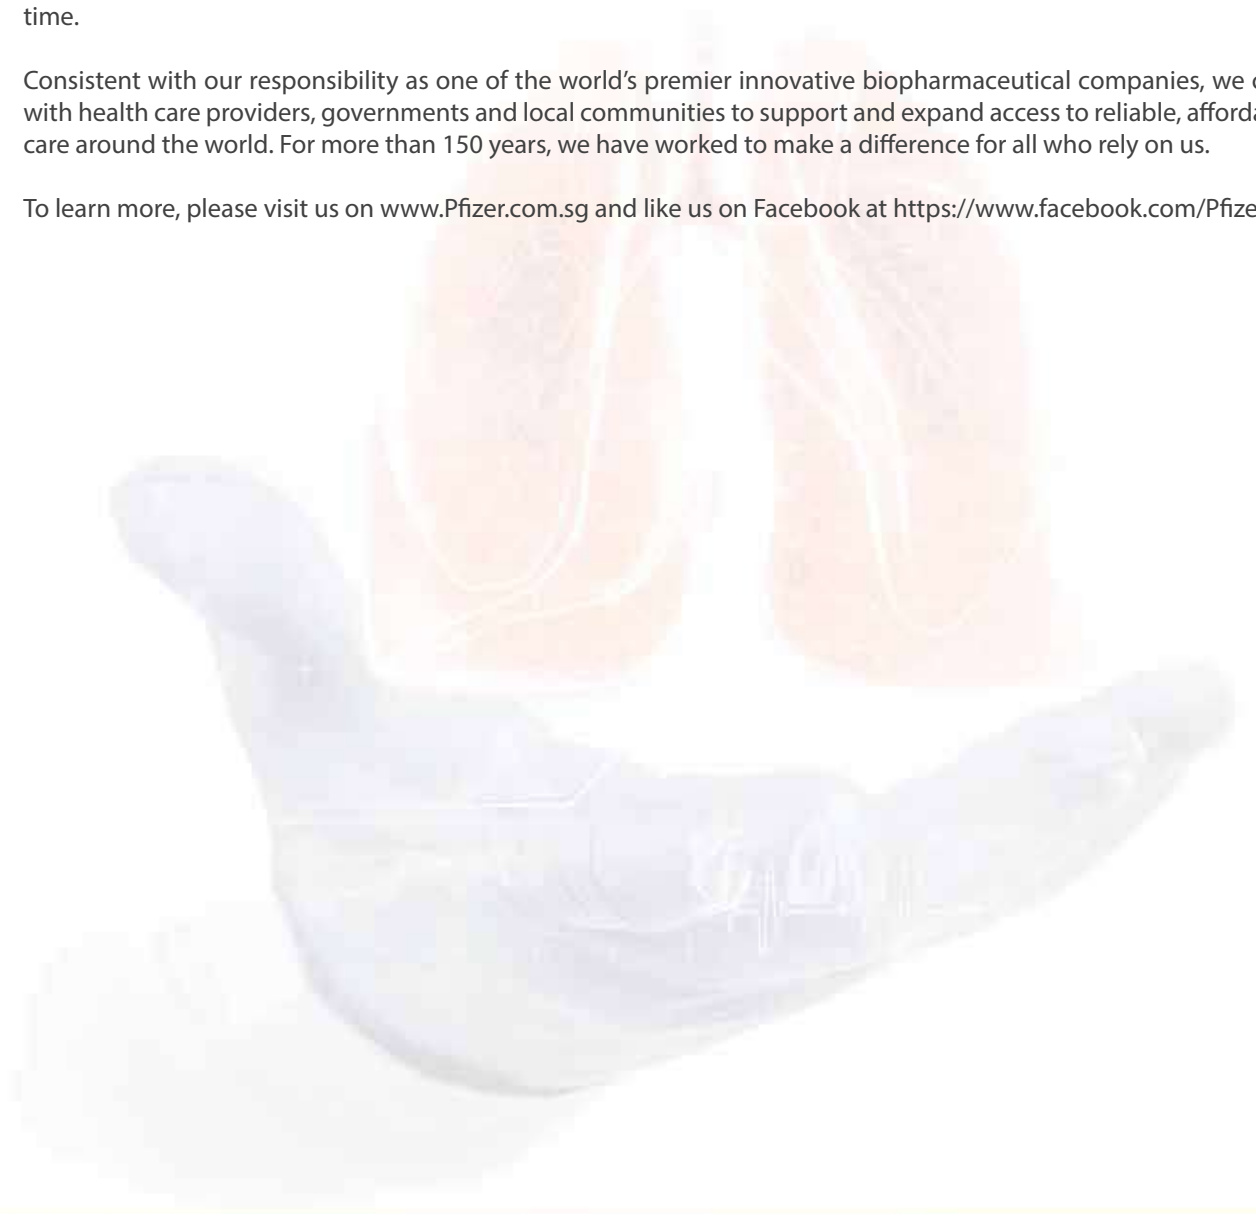 time.
Consistent with our responsibility as one of the world’s premier innovative biopharmaceutical companies, we
with health care providers, governments and local communities to support and expand access to reliable,
care around the world. For more than 150 years, we have worked to make a difference for all who rely on us.
To learn more, please visit us on www.Pfizer.com.sg and like us on Facebook at https://www.facebook.com/Pfize